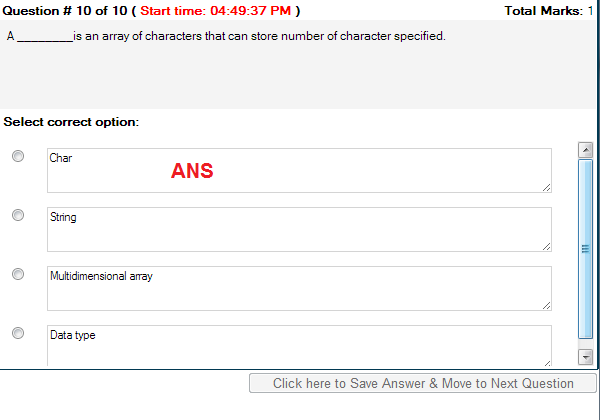 Question # 10 of 10 ( Start time: 04:49:37 PM ) Total Marks: 1
A ________is an array of characters that can store number of character specified.
Select correct option:
Char
ANS
String
Multidimensional array
Data type
Click here to Save Answer & Move to Next Question